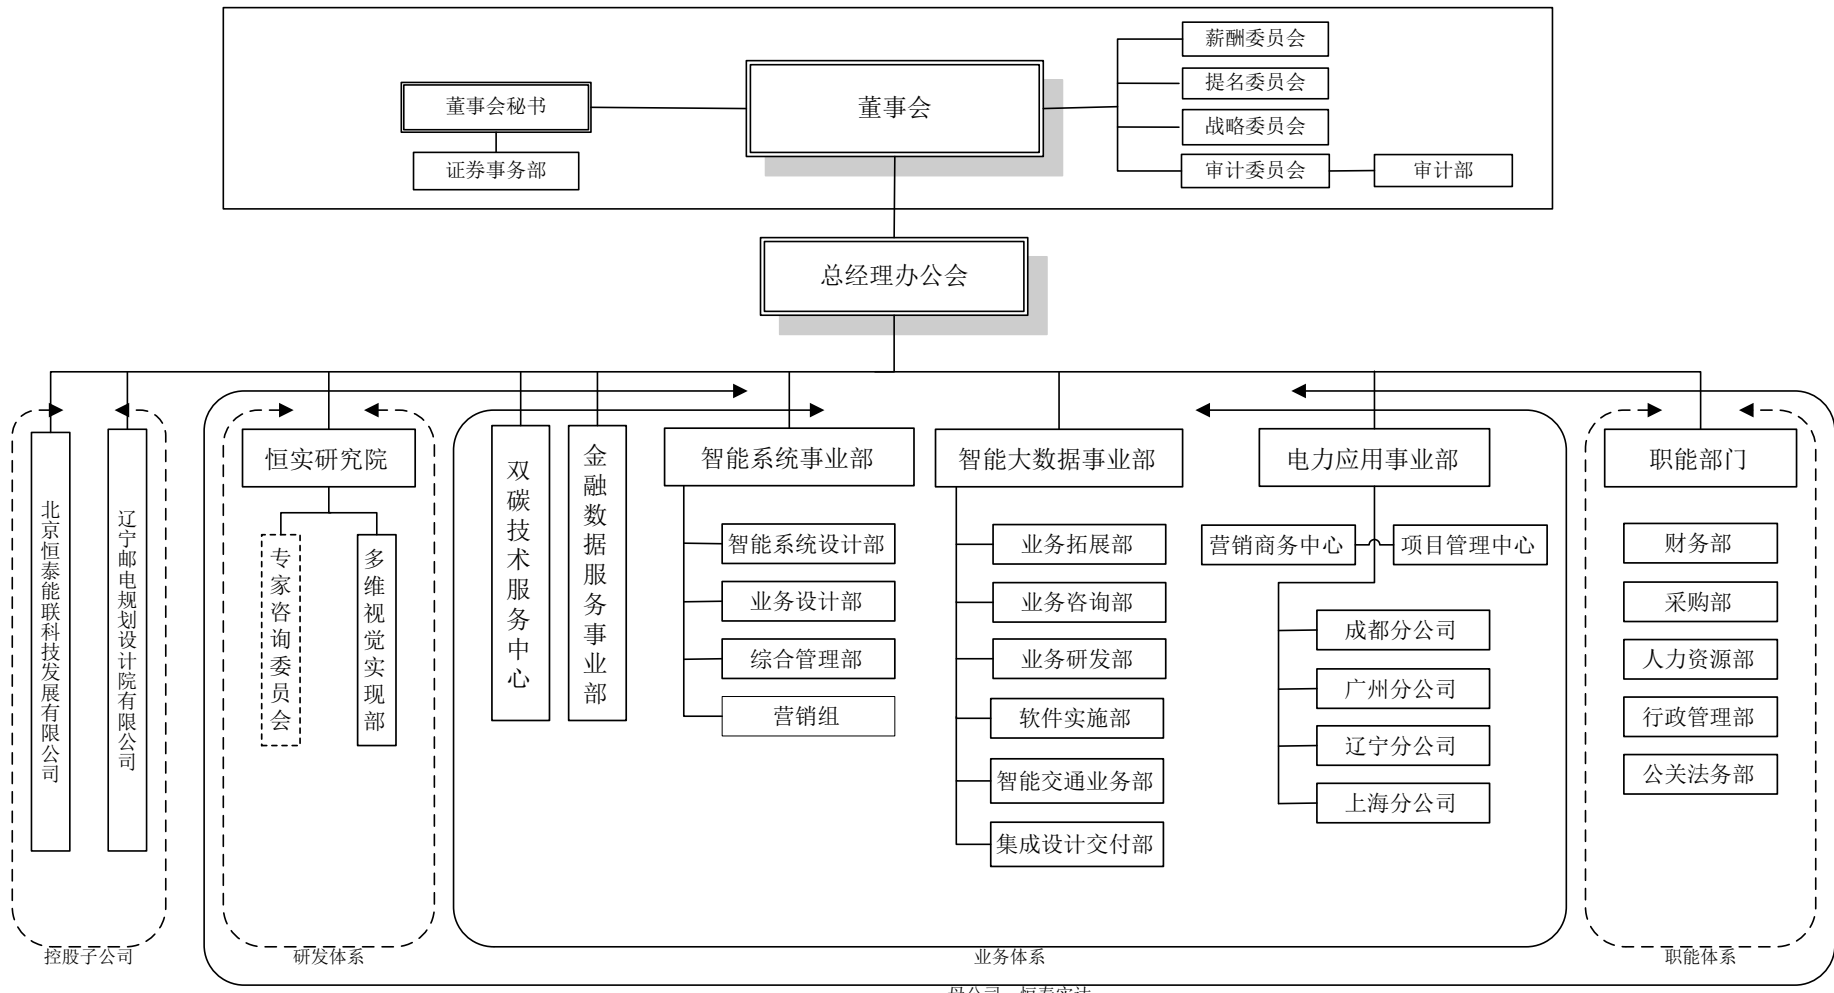 薪酬委员会
提名委员会
董事会
董事会秘书
战略委员会
证券事务部
审计委员会
审计部
总经理办公会
北京恒泰能联科技发展有限公司
辽宁邮电规划设计院有限公司
控股子公司
恒实研究院
专家咨询委员会
多维视觉实现部
研发体系
双碳技术服务中心
金融数据服务事业部
智能系统事业部
智能系统设计部
业务设计部
综合管理部
营销组
智能大数据事业部
业务拓展部
业务咨询部
业务研发部
软件实施部
智能交通业务部
集成设计交付部
电力应用事业部
营销商务中心
项目管理中心
成都分公司
广州分公司
辽宁分公司
上海分公司
业务体系
职能部门
财务部
采购部
人力资源部
行政管理部
公关法务部
职能体系